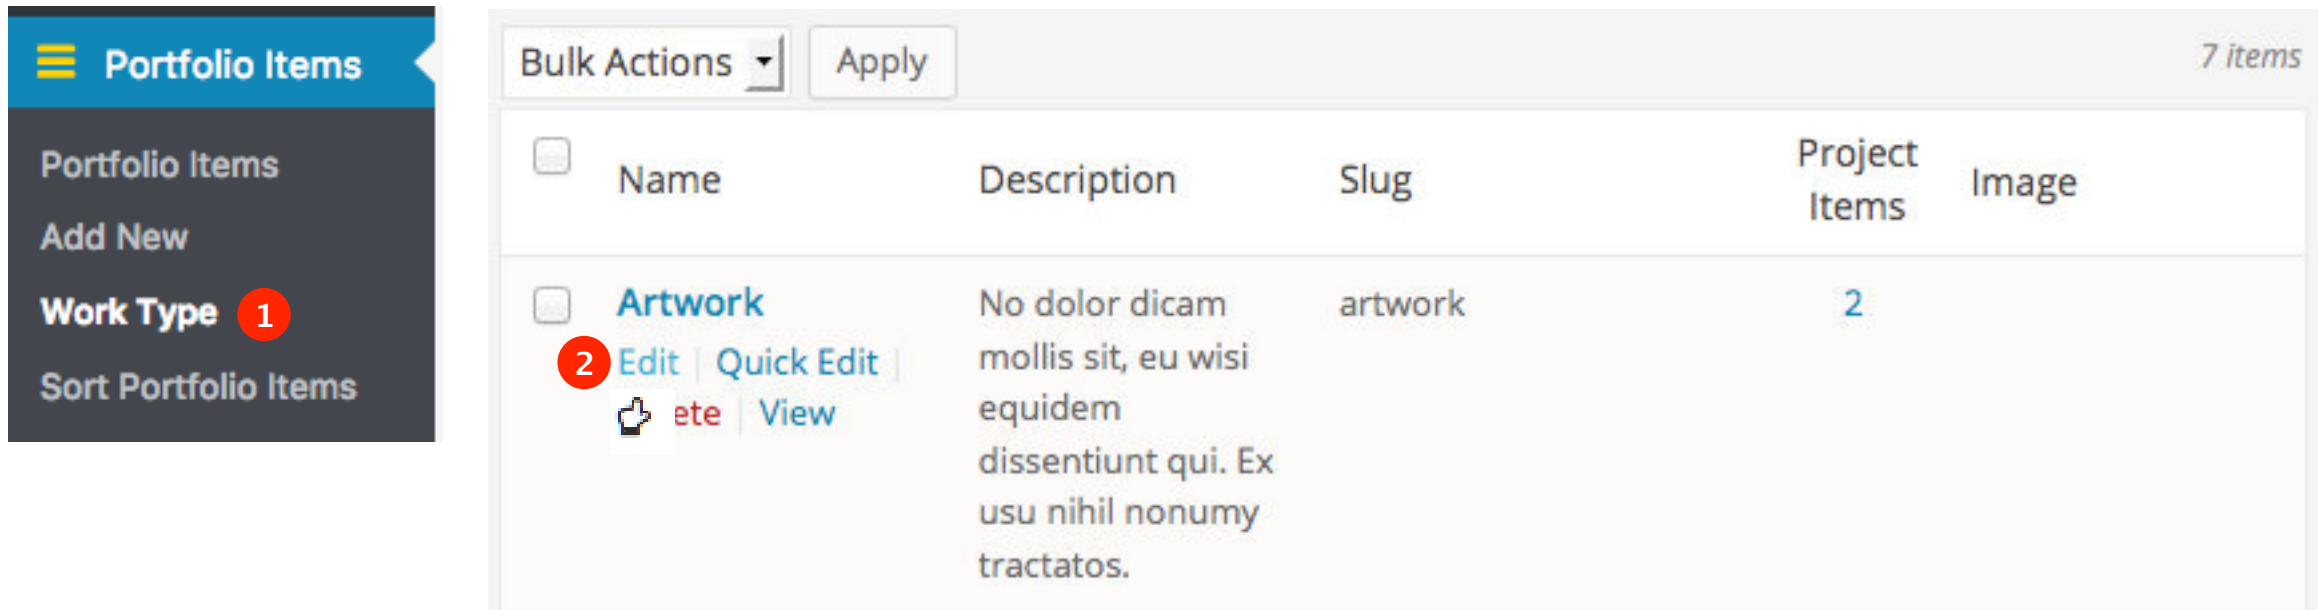 Portfolio Items
Portfolio Items
Add New
Work Type 1
Sort Portfolio Items
Bulk Actions Apply 7 items
Name Description Slug Project Items Image
Artwork No dolor dicam artwork 2
2 Edit | Quick Edit | mollis sit, eu wisi
ete | View equidem
dissentiunt qui. Ex
usu nihil nonumy
tractatos.